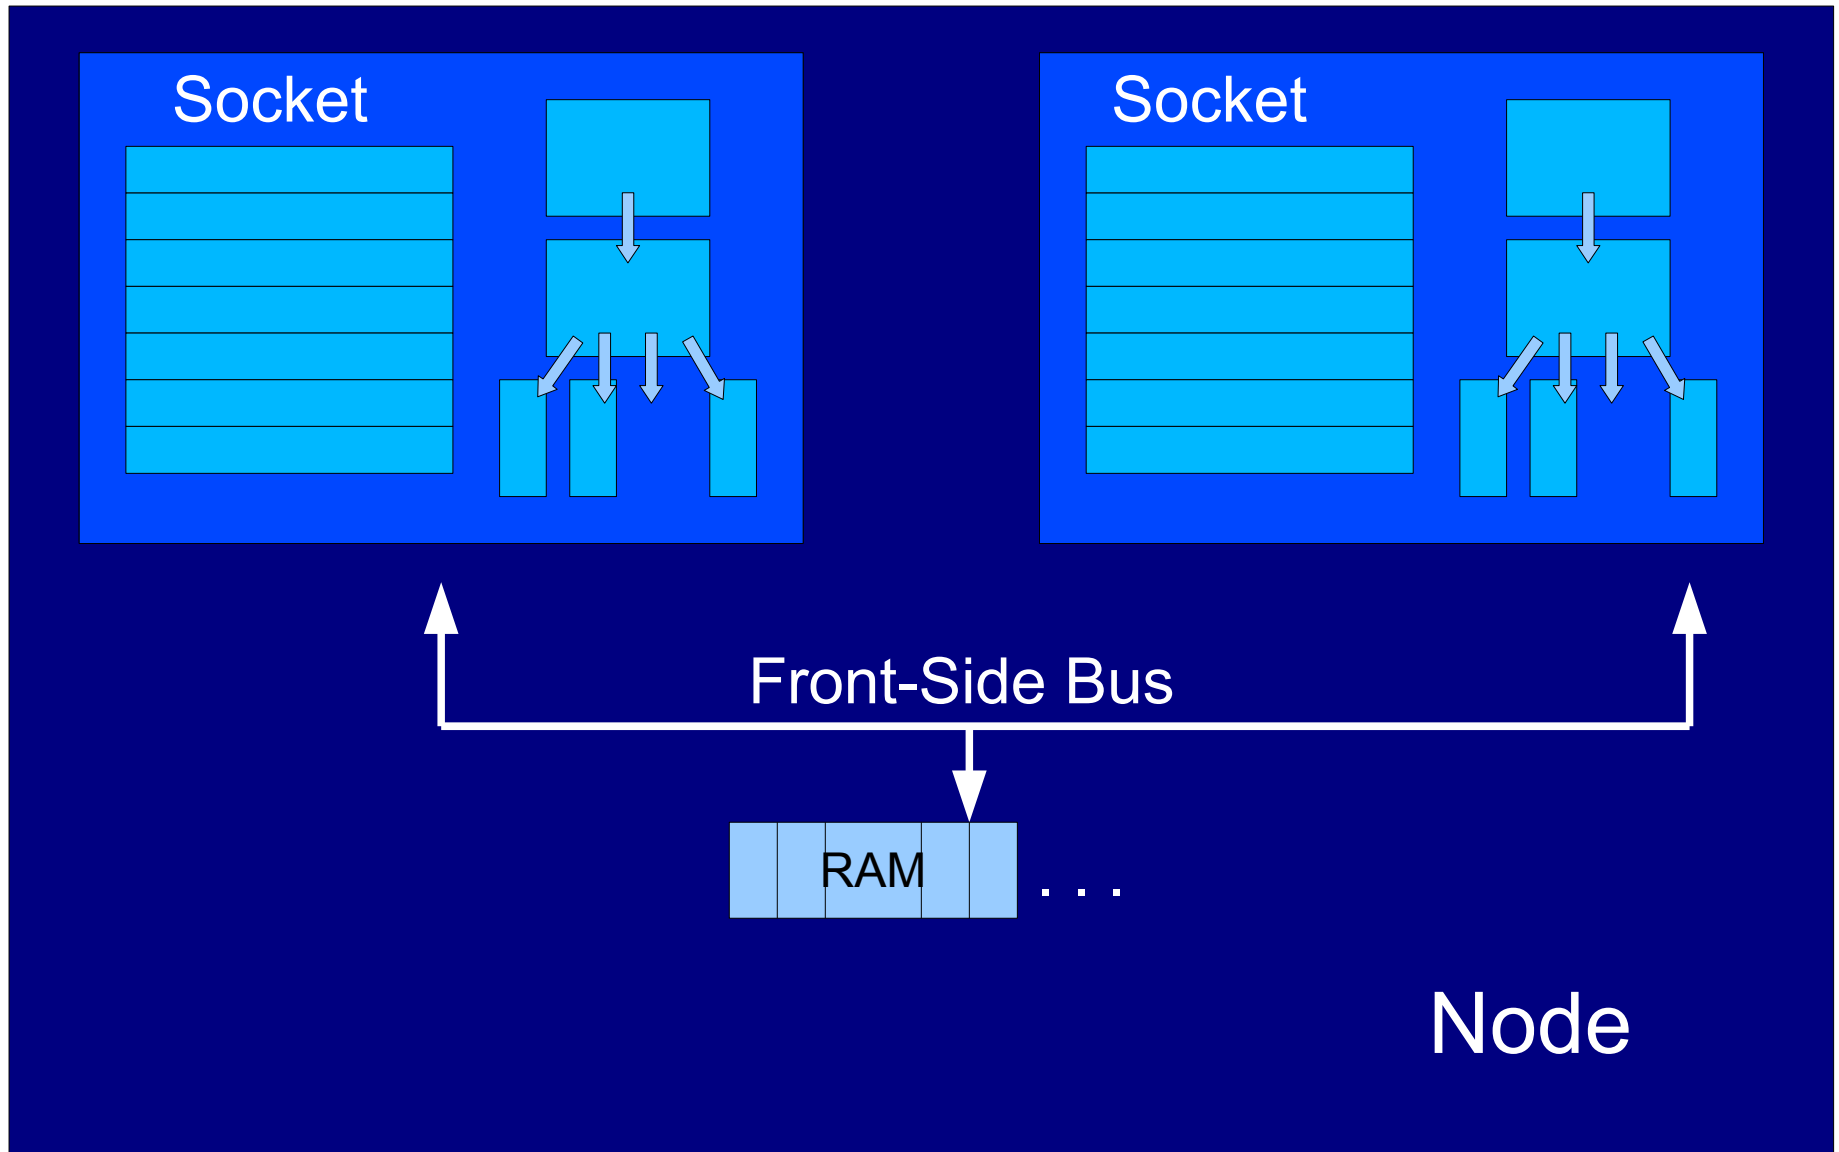 Socket
Socket
Front-Side Bus
RAM
. . .
Node